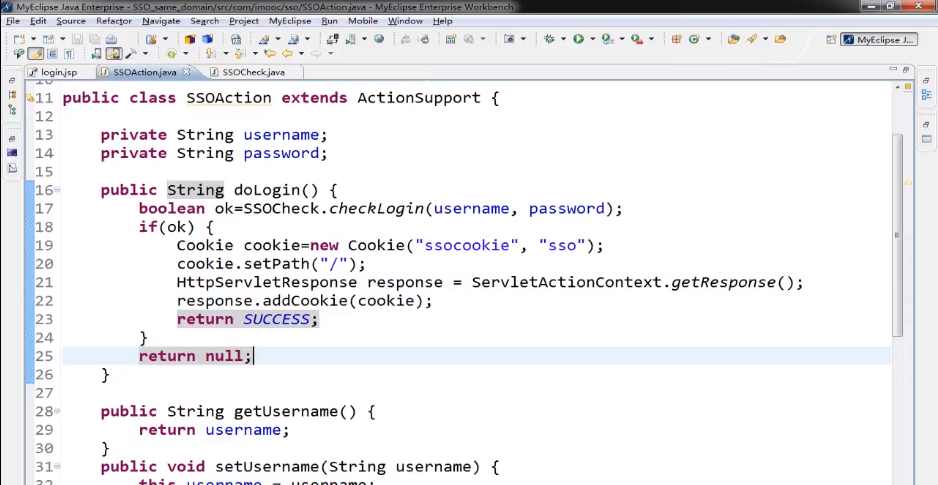 MyEclipse Java Enterprise - SSO_same_domain/src/com/imooc/sso/SSOAction.java - MyEclipse Enterprise Workbench
File Edit Source Refactor Navigate Search Project MyEclipse Run Mobile Window Help
MyEclipse J...
login.jsp SSOAction.java SSOCheck.java
11 public class SSOAction extends ActionSupport {
12
13 private String username;
14 private String password;
15
16 public String doLogin() {
17 boolean ok=SSOCheck.checkLogin(username, password);
18 if(ok) {
19 Cookie cookie=new Cookie("ssocookie", "sso");
20 cookie.setPath("/");
21 HttpServletResponse response = ServletActionContext.getResponse();
22 response.addCookie(cookie);
23 return SUCCESS;
24 }
25 return null;
26 }
27
28 public String getUsername() {
29 return username;
30 }
31 public void setUsername(String username) {
32 this.username = username;